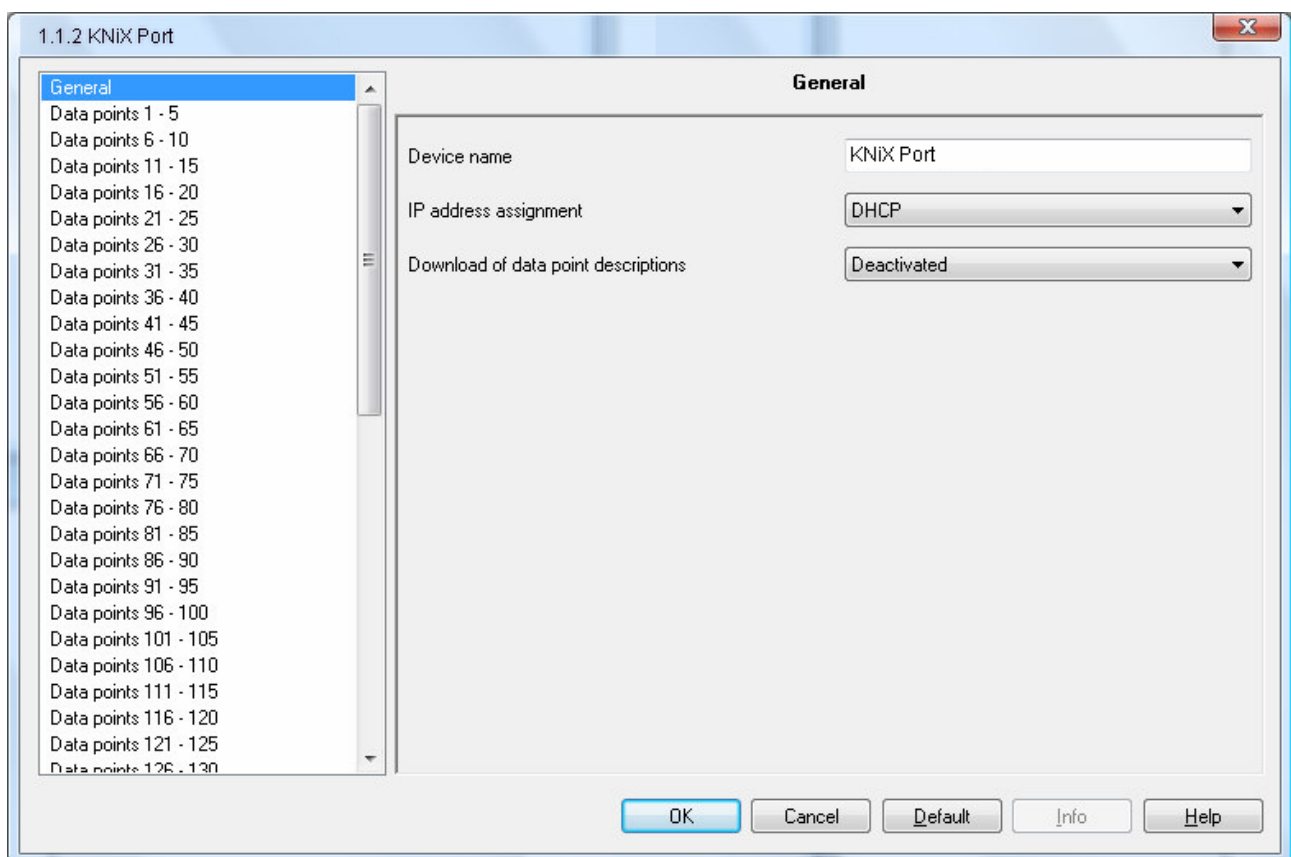 1.1.2 KNiX Port
General
Data points 1 - 5
Data points 6 - 10
Data points 11 - 15
Data points 16 - 20
Data points 21 - 25
Data points 26 - 30
Data points 31 - 35
Data points 36 - 40
Data points 41 - 45
Data points 46 - 50
Data points 51 - 55
Data points 56 - 60
Data points 61 - 65
Data points 66 - 70
Data points 71 - 75
Data points 76 - 80
Data points 81 - 85
Data points 86 - 90
Data points 91 - 95
Data points 96 - 100
Data points 101 - 105
Data points 106 - 110
Data points 111 - 115
Data points 116 - 120
Data points 121 - 125
Data points 126 - 130
General
Device name KNiX Port
IP address assignment DHCP
Download of data point descriptions Deactivated
OK Cancel Default Info Help